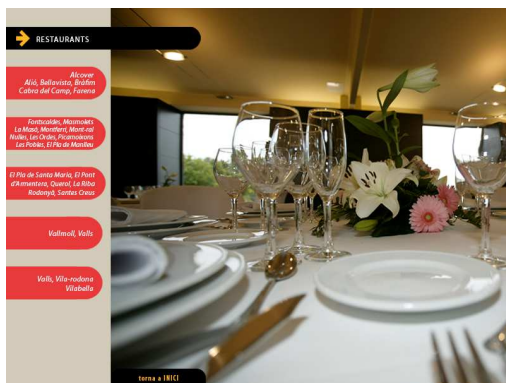 RESTAURANTS
Alcover
Alió, Bellavista, Bràfim
Cabra del Camp, Farena
Fontscaldes, Masmolets
La Masó, Montferri, Mont-ral
Nulles, Les Ordes, Picamoixons
Les Pobles, El Pla de Manlleu
El Pla de Santa Maria, El Pont
d'Armentera, Querol, La Riba
Rodonyà, Santes Creus
Vallmoll, Valls
Valls, Vila-rodona
Vilabella
torna a INICI